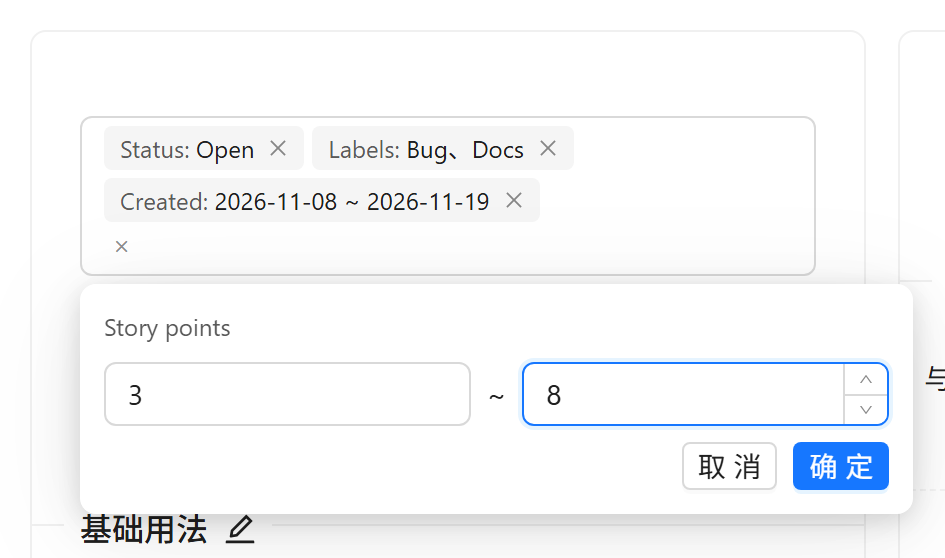 Status: Open × Labels: Bug、Docs ×
Created: 2026-11-08 ~ 2026-11-19 ×
×
Story points
3 ~ 8
取消 确定
与
基础用法